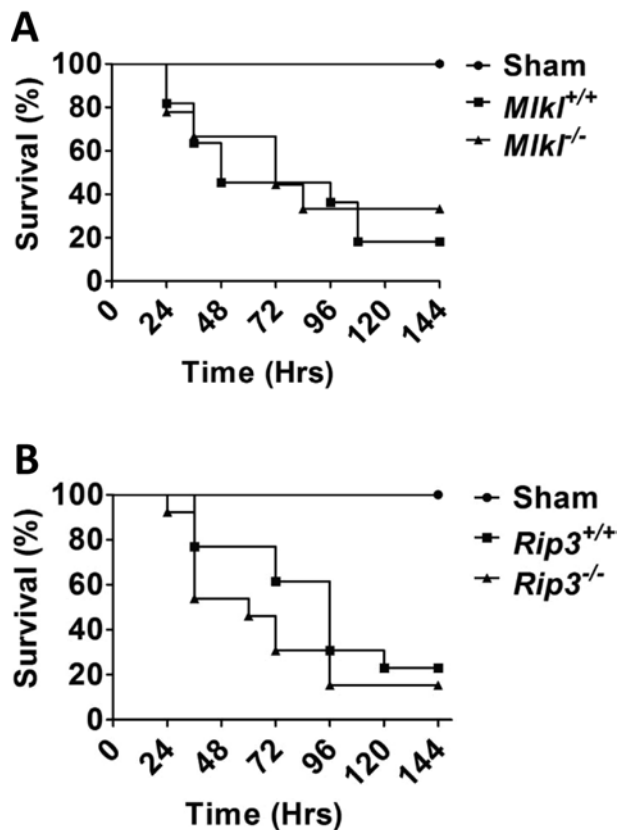 A
Survival (%)
100
80
60
40
20
0
0 24 48 72 96 120 144
Time (Hrs)
Sham
Mlkl+/+
Mlkl-/-
B
Survival (%)
100
80
60
40
20
0
0 24 48 72 96 120 144
Time (Hrs)
Sham
Rip3+/+
Rip3-/-